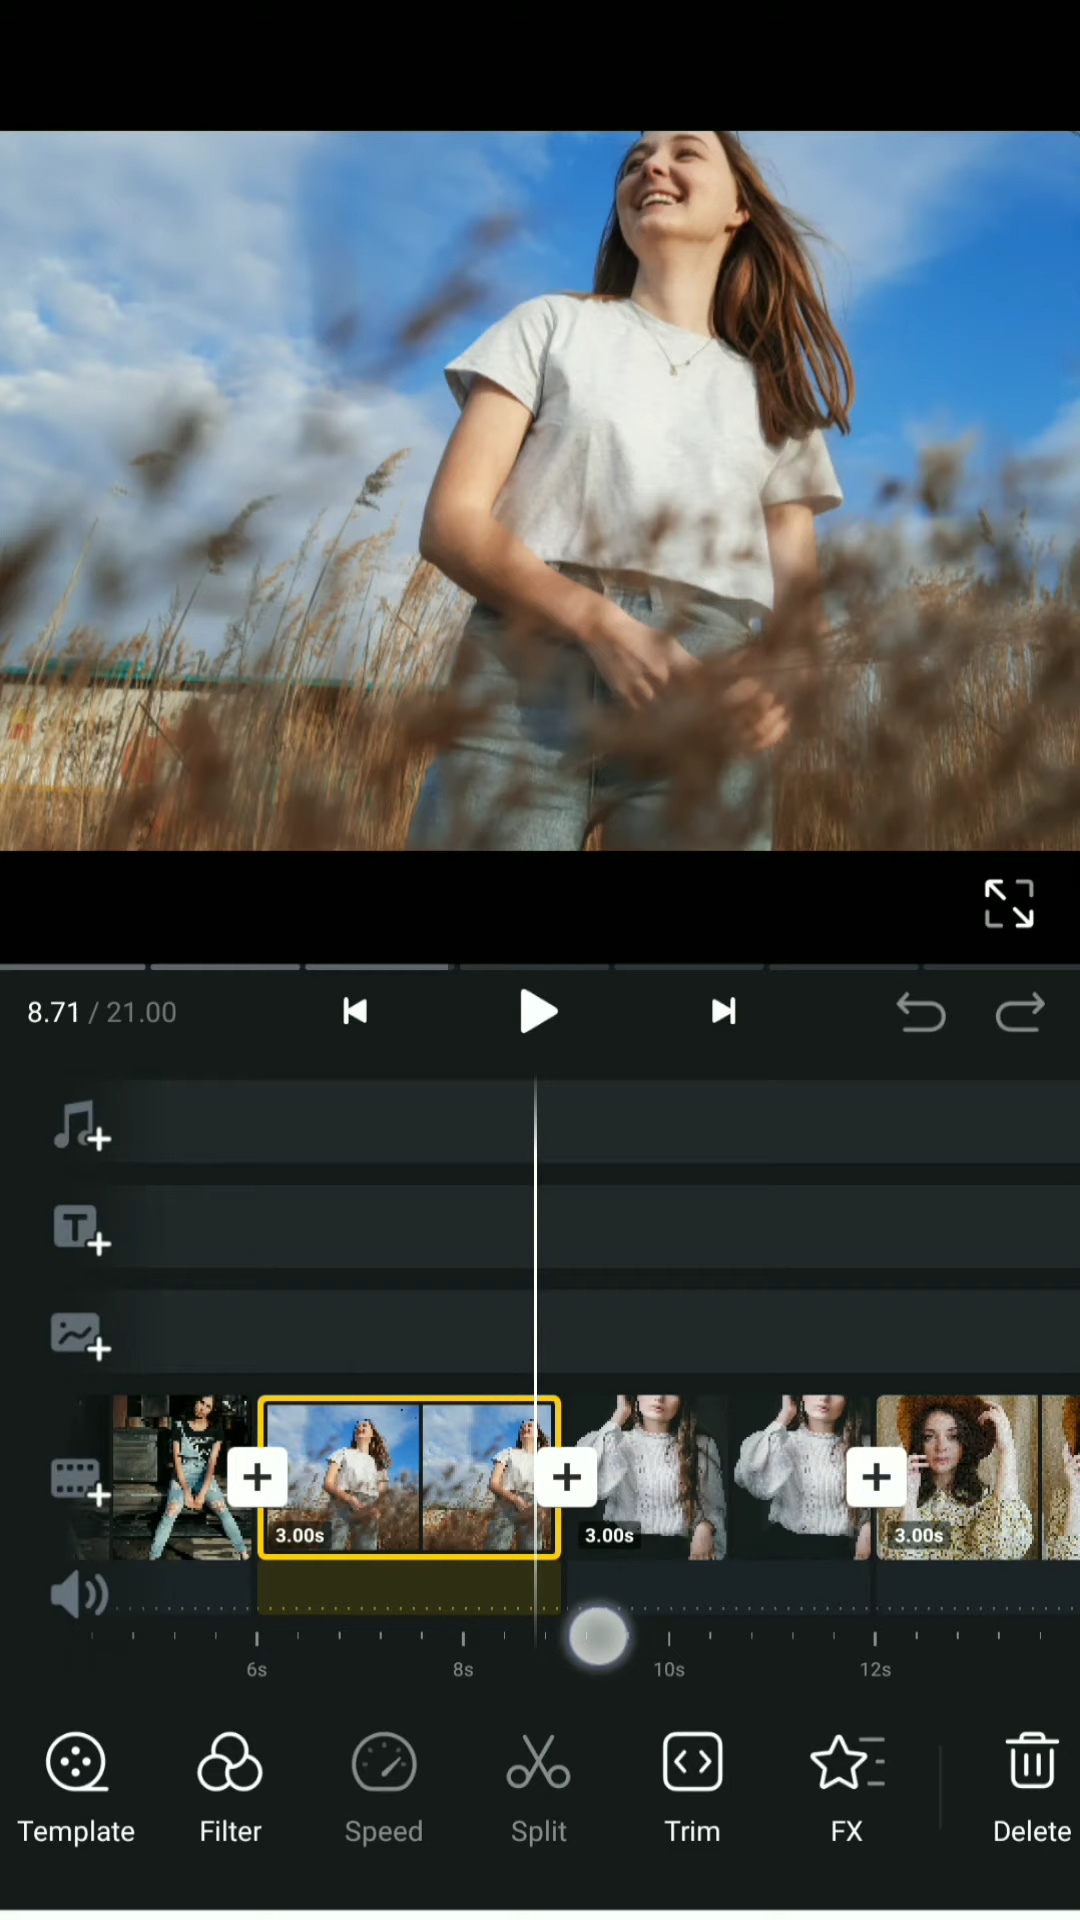 8.71 / 21.00
T
3.00s
3.00s
3.00s
6s
8s
10s
12s
Template
Filter
Speed
Split
Trim
FX
Delete